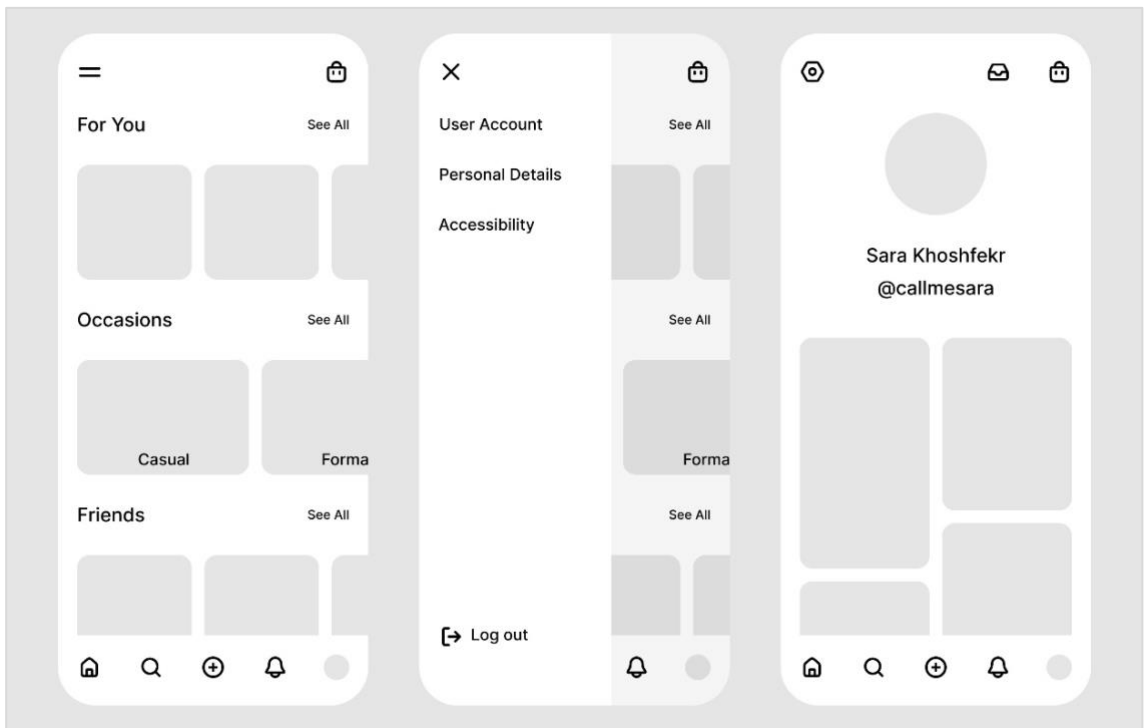 For You
See All
Occasions
See All
Casual
Forma
Friends
See All
User Account
See All
Personal Details
Accessibility
See All
Forma
See All
Log out
Sara Khoshfekr
@callmesara